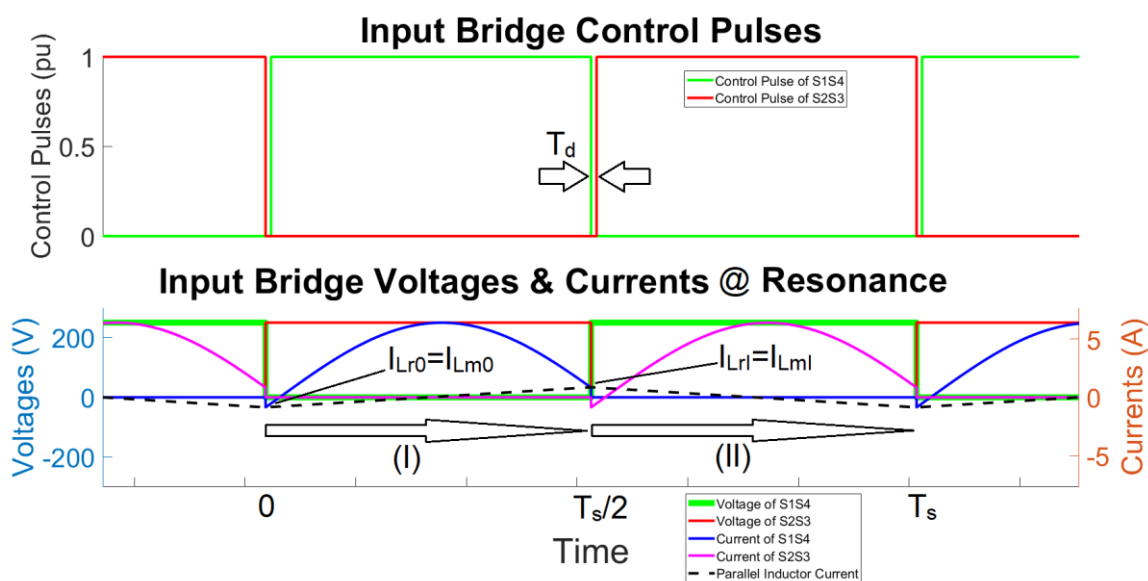 Input Bridge Control Pulses
Control Pulses (pu)
1
0.5
0
Control Pulse of S1S4
Control Pulse of S2S3
Td
Input Bridge Voltages & Currents @ Resonance
Voltages (V)
200
0
-200
Currents (A)
5
0
-5
ILr0=ILm0
ILrl=ILml
(I)
(II)
0
Ts/2
Ts
Time
Voltage of S1S4
Voltage of S2S3
Current of S1S4
Current of S2S3
Parallel Inductor Current